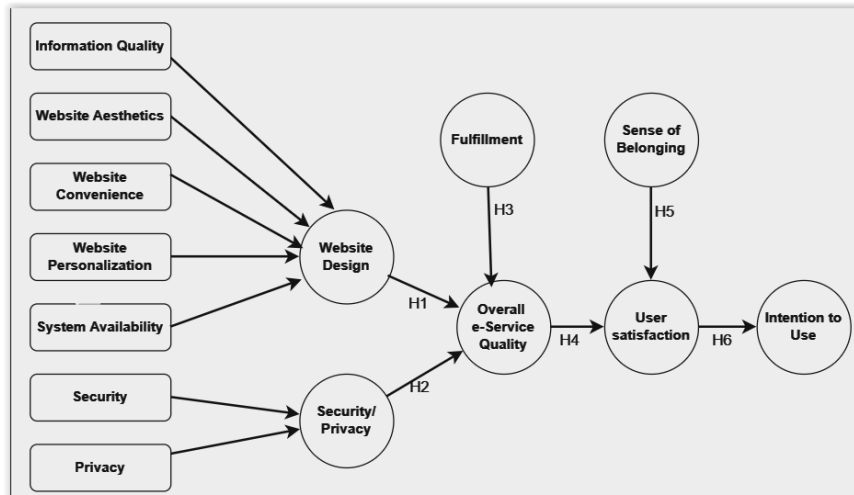 Information Quality
Website Aesthetics
Website
Convenience
Website
Personalization
System Availability
Security
Privacy
Website
Design
Security/
Privacy
H1
H2
Fulfillment
H3
Overall
e-Service
Quality
H4
Sense of
Belonging
H5
User
satisfaction
H6
Intention to
Use